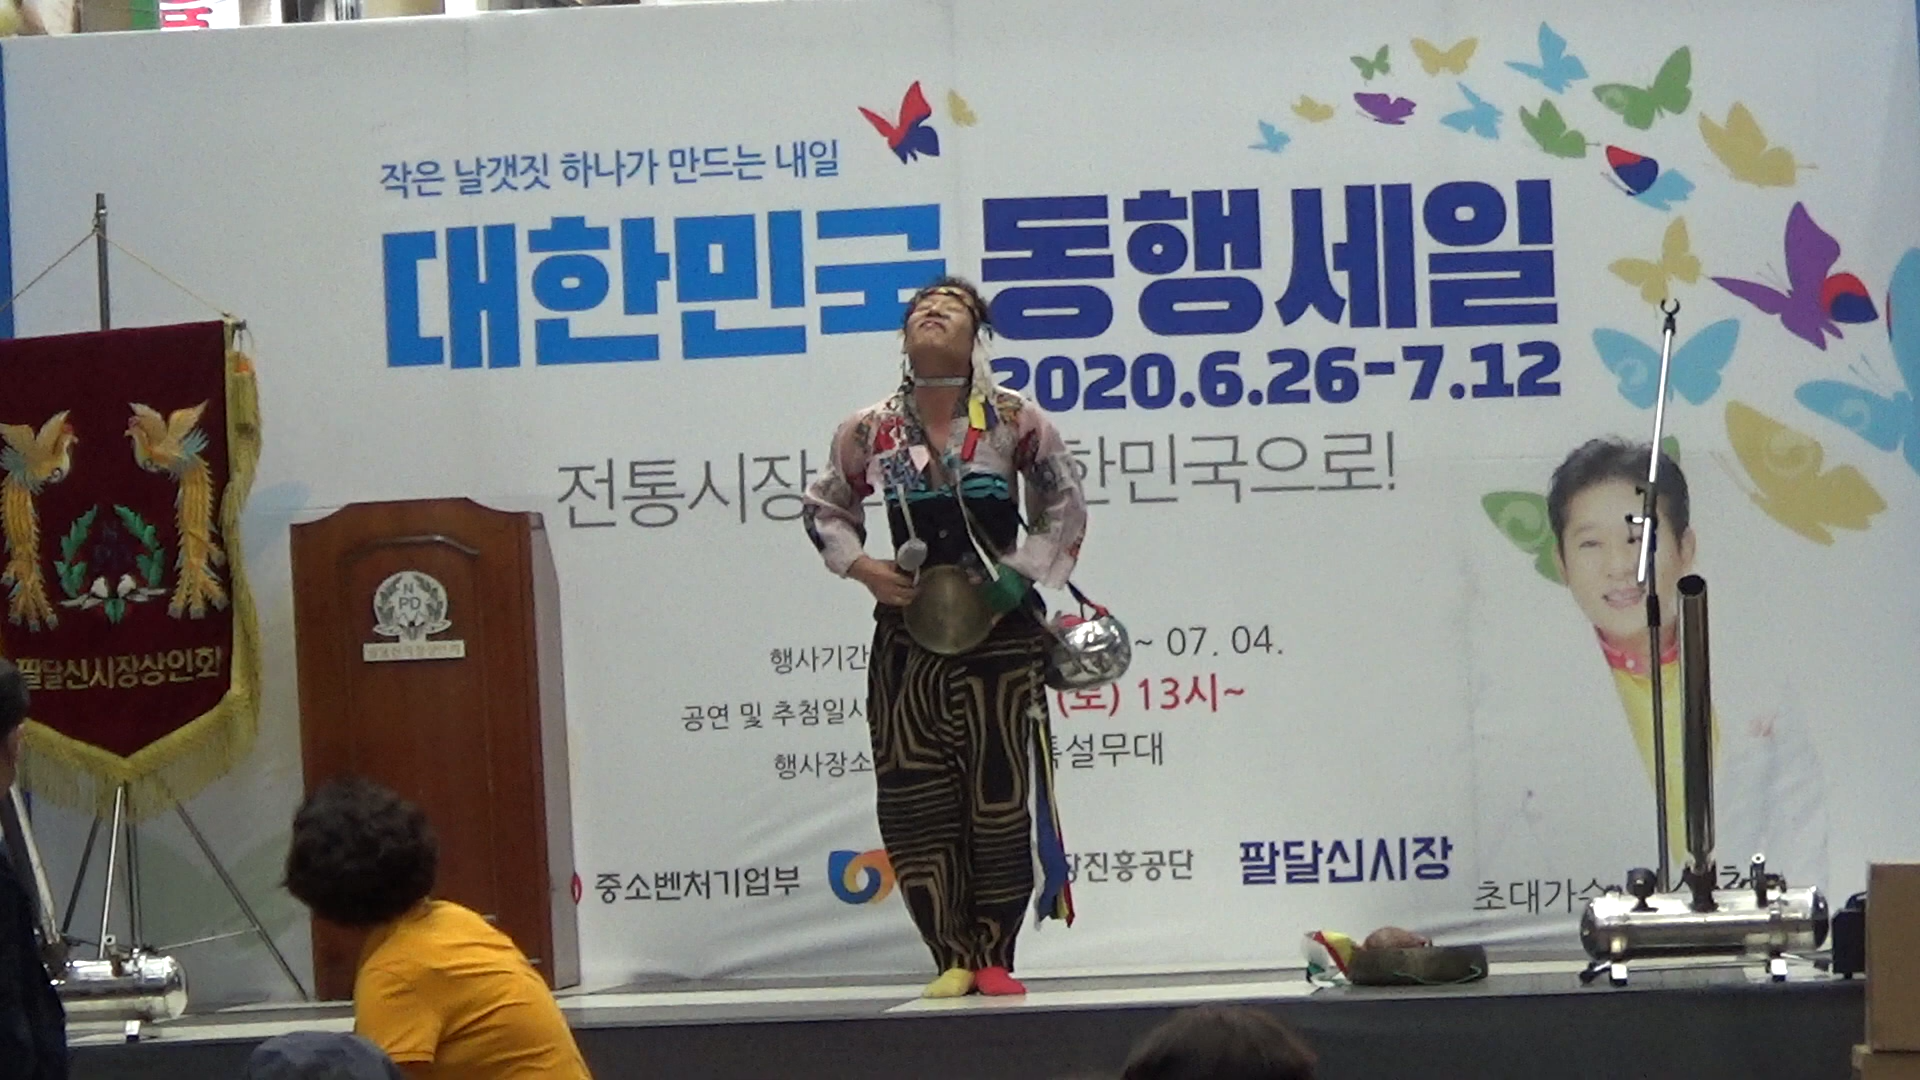 작은 날갯짓 하나가 만드는 내일
대한민국 동행세일
2020.6.26-7.12
전통시장 한민국으로!
행사기간 ~ 07. 04.
공연 및 추첨일시 (토) 13시~
행사장소 특설무대
중소벤처기업부 장진흥공단 팔달신시장
초대가수
팔달신시장상인회
N
PD